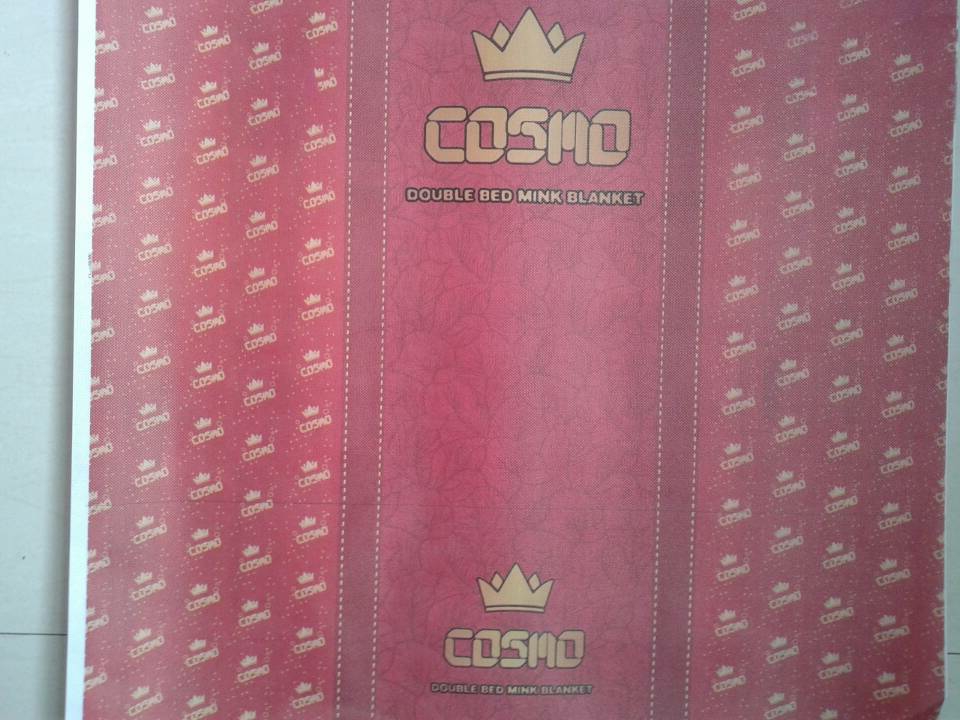 COSMO
DOUBLE BED MINK BLANKET
COSMO
DOUBLE BED MINK BLANKET